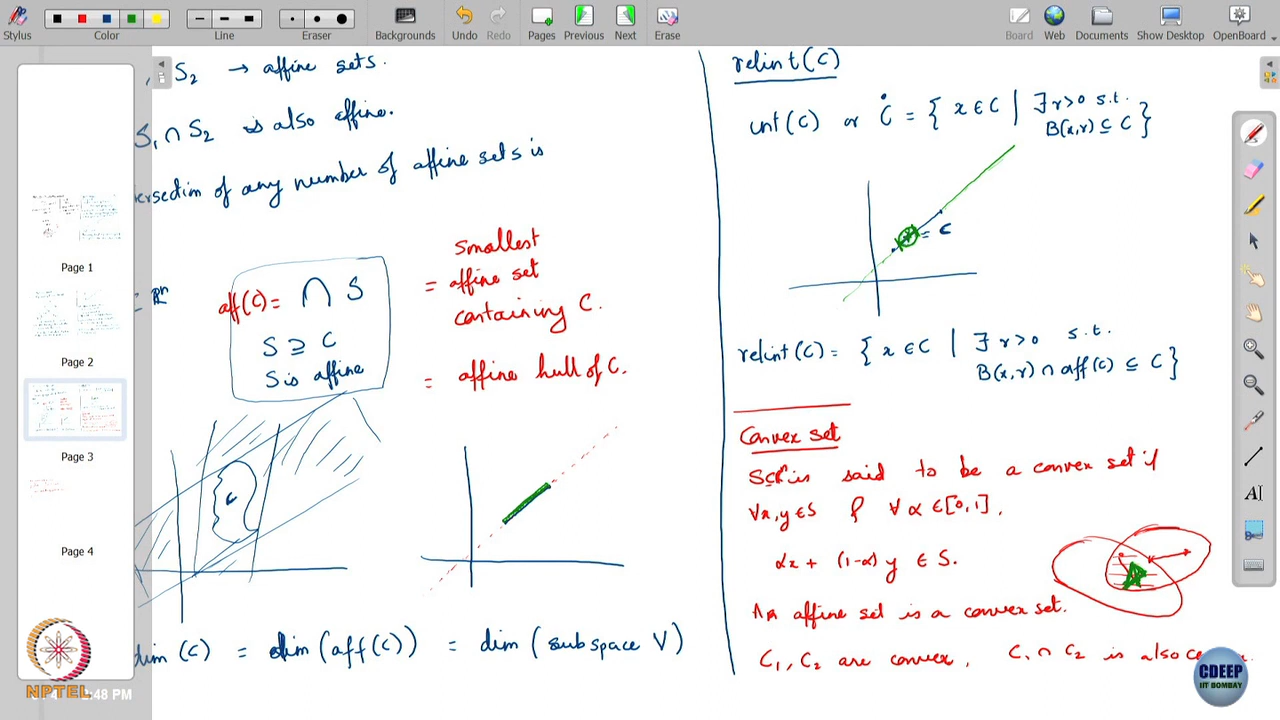 Stylus
Color
Line
Eraser
Backgrounds
Undo
Redo
Pages
Previous
Next
Erase
Board
Web
Documents
Show Desktop
OpenBoard
Page 1
Page 2
Page 3
Page 4
, S₂ → affine sets.
S₁ ∩ S₂ is also affine.
ersection of any number of affine sets is
= ℝⁿ
aff(C) = ∩ S
S ⊇ C
S is affine
= smallest affine set containing C.
= affine hull of C.
C
dim (C) = dim (aff(C)) = dim (subspace V)
relint(C)
int(C) or C̊ = { x ∈ C | ∃ r>0 s.t.
B(x,r) ⊆ C }
= C
relint(C) = { x ∈ C | ∃ r>0 s.t.
B(x,r) ∩ aff(C) ⊆ C }
Convex set
S⊆ℝⁿ is said to be a convex set if
∀x,y ∈ S & ∀ α ∈ [0,1],
αx + (1-α) y ∈ S.
An affine set is a convex set.
C₁, C₂ are convex, C₁ ∩ C₂ is also
NPTEL
:48 PM
CDEEP
IIT BOMBAY